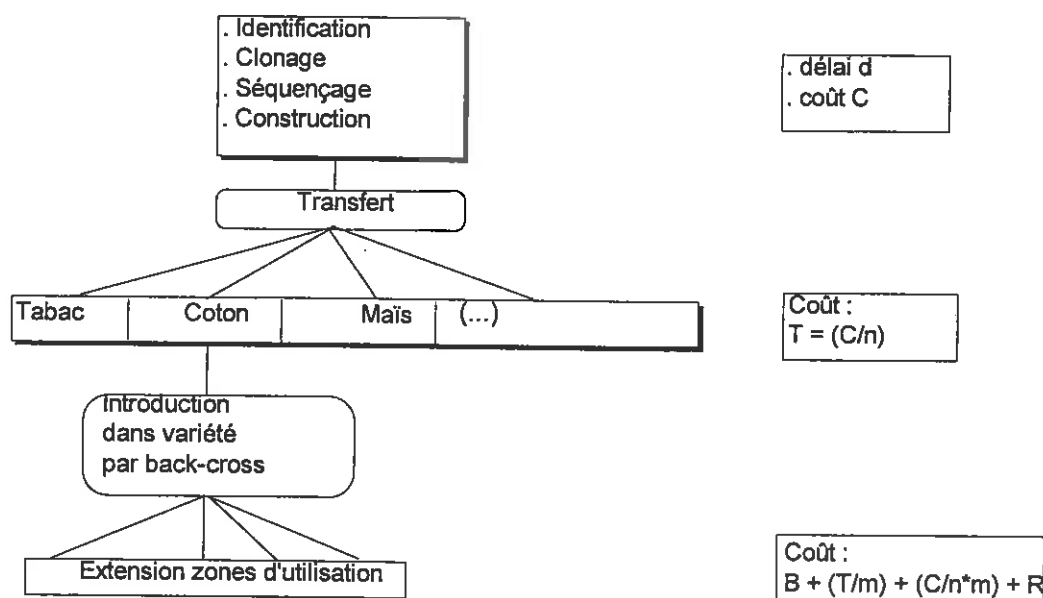 . Identification
. Clonage
. Séquençage
. Construction
. délai d
. coût C
Transfert
Tabac Coton Maïs (...)
Coût :
T = (C/n)
Introduction
dans variété
par back-cross
Extension zones d'utilisation
Coût :
B + (T/m) + (C/n*m) + R